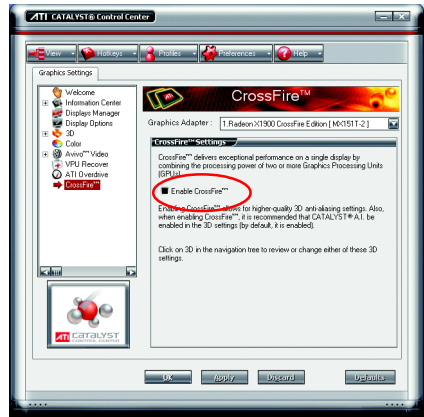 ATI CATALYST® Control Center
View Hotkeys Profiles Preferences Help
Graphics Settings
Welcome
Information Center
Displays Manager
Display Options
3D
Color
Avivo™ Video
VPU Recover
ATI Overdrive
CrossFire™
CrossFire™
Graphics Adapter : 1.Radeon X1900 CrossFire Edition [ MX151T-2 ]
CrossFire™ Settings
CrossFire™ delivers exceptional performance on a single display by
combining the processing power of two or more Graphics Processing Units
(GPUs).
Enable CrossFire™
Enabling CrossFire™ allows for higher-quality 3D anti-aliasing settings. Also,
when enabling CrossFire™, it is recommended that CATALYST® A.I. be
enabled in the 3D settings (by default, it is enabled).
Click on 3D in the navigation tree to review or change either of these 3D
settings.
ATI CATALYST
CONTROL CENTER
OK Apply Discard Defaults